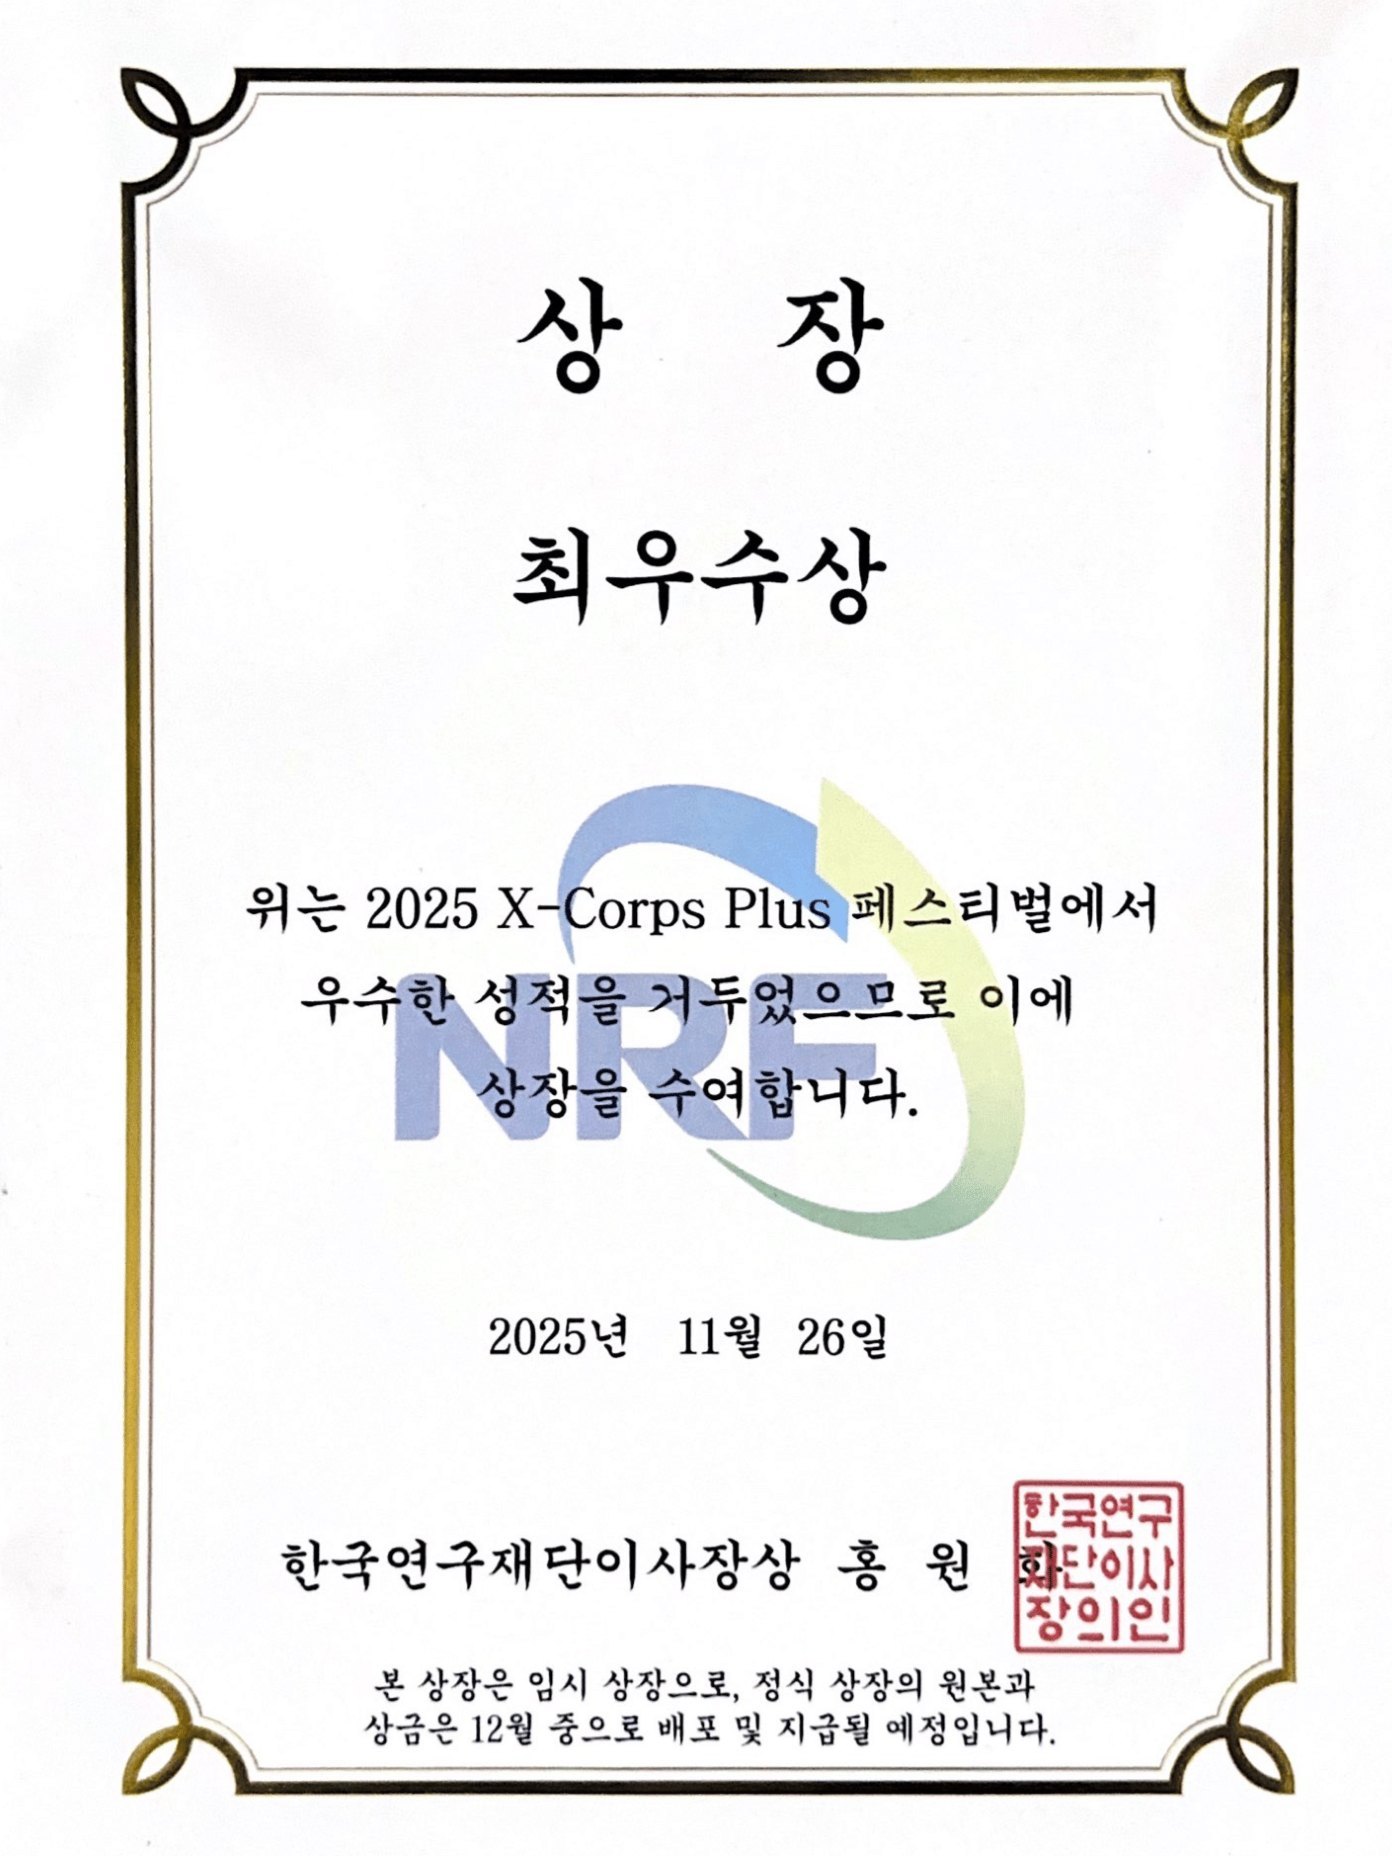 상 장
최우수상
위는 2025 X-Corps Plus 페스티벌에서
우수한 성적을 거두었으므로 이에
상장을 수여합니다.
NRF
2025년 11월 26일
한국연구재단이사장상 홍 원 화
한국연구
재단이사
장의인
본 상장은 임시 상장으로, 정식 상장의 원본과
상금은 12월 중으로 배포 및 지급될 예정입니다.